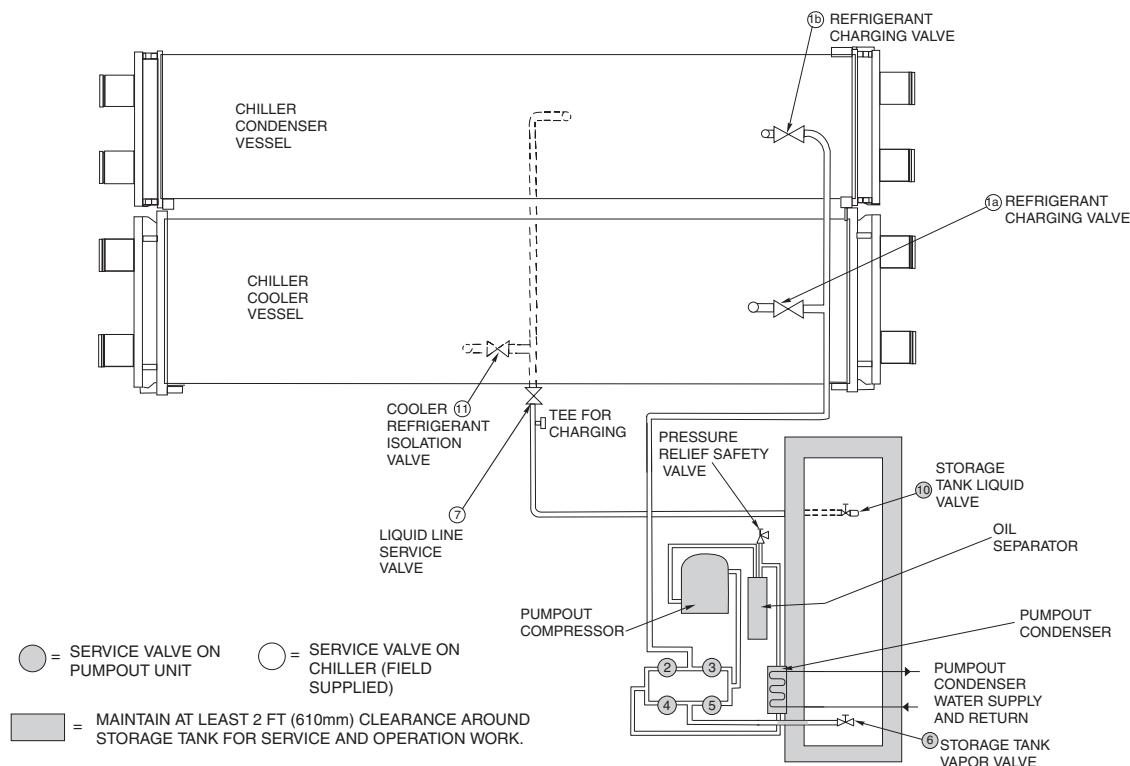 1b REFRIGERANT
CHARGING VALVE
CHILLER
CONDENSER
VESSEL
1a REFRIGERANT
CHARGING VALVE
CHILLER
COOLER
VESSEL
COOLER 11
REFRIGERANT
ISOLATION
VALVE
TEE FOR
CHARGING
PRESSURE
RELIEF SAFETY
VALVE
7
LIQUID LINE
SERVICE
VALVE
10
STORAGE
TANK LIQUID
VALVE
OIL
SEPARATOR
PUMPOUT
COMPRESSOR
PUMPOUT
CONDENSER
2 3
4 5
PUMPOUT
CONDENSER
WATER SUPPLY
AND RETURN
6 STORAGE TANK
VAPOR VALVE
= SERVICE VALVE ON
PUMPOUT UNIT
= SERVICE VALVE ON
CHILLER (FIELD
SUPPLIED)
= MAINTAIN AT LEAST 2 FT (610mm) CLEARANCE AROUND
STORAGE TANK FOR SERVICE AND OPERATION WORK.